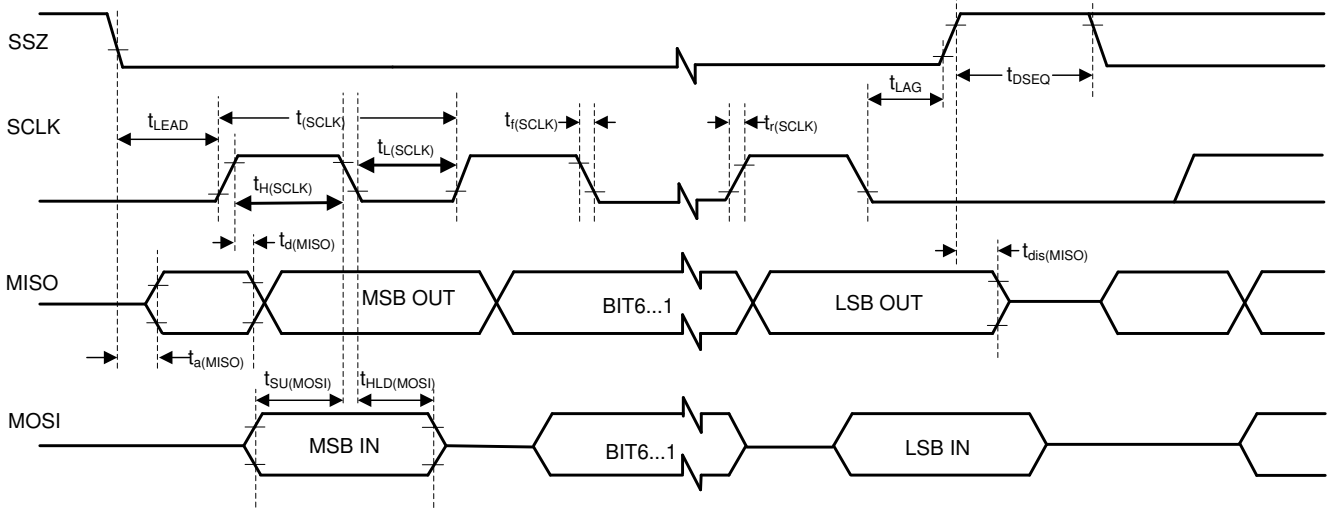 SSZ
tDSEQ
tLAG
SCLK
tLEAD
t(SCLK)
tf(SCLK)
tr(SCLK)
tL(SCLK)
tH(SCLK)
td(MISO)
tdis(MISO)
MISO
MSB OUT
BIT6...1
LSB OUT
ta(MISO)
tSU(MOSI)
tHLD(MOSI)
MOSI
MSB IN
BIT6...1
LSB IN